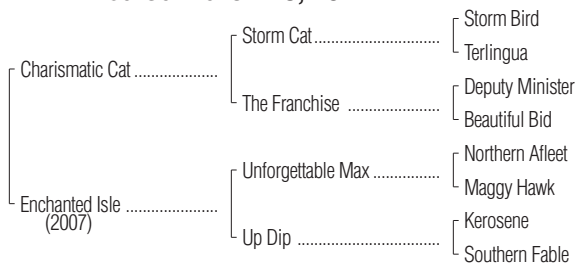 Storm Bird
Storm Cat
Terlingua
Charismatic Cat
Deputy Minister
The Franchise
Beautiful Bid
Northern Afleet
Unforgettable Max
Maggy Hawk
Enchanted Isle
(2007)
Kerosene
Up Dip
Southern Fable